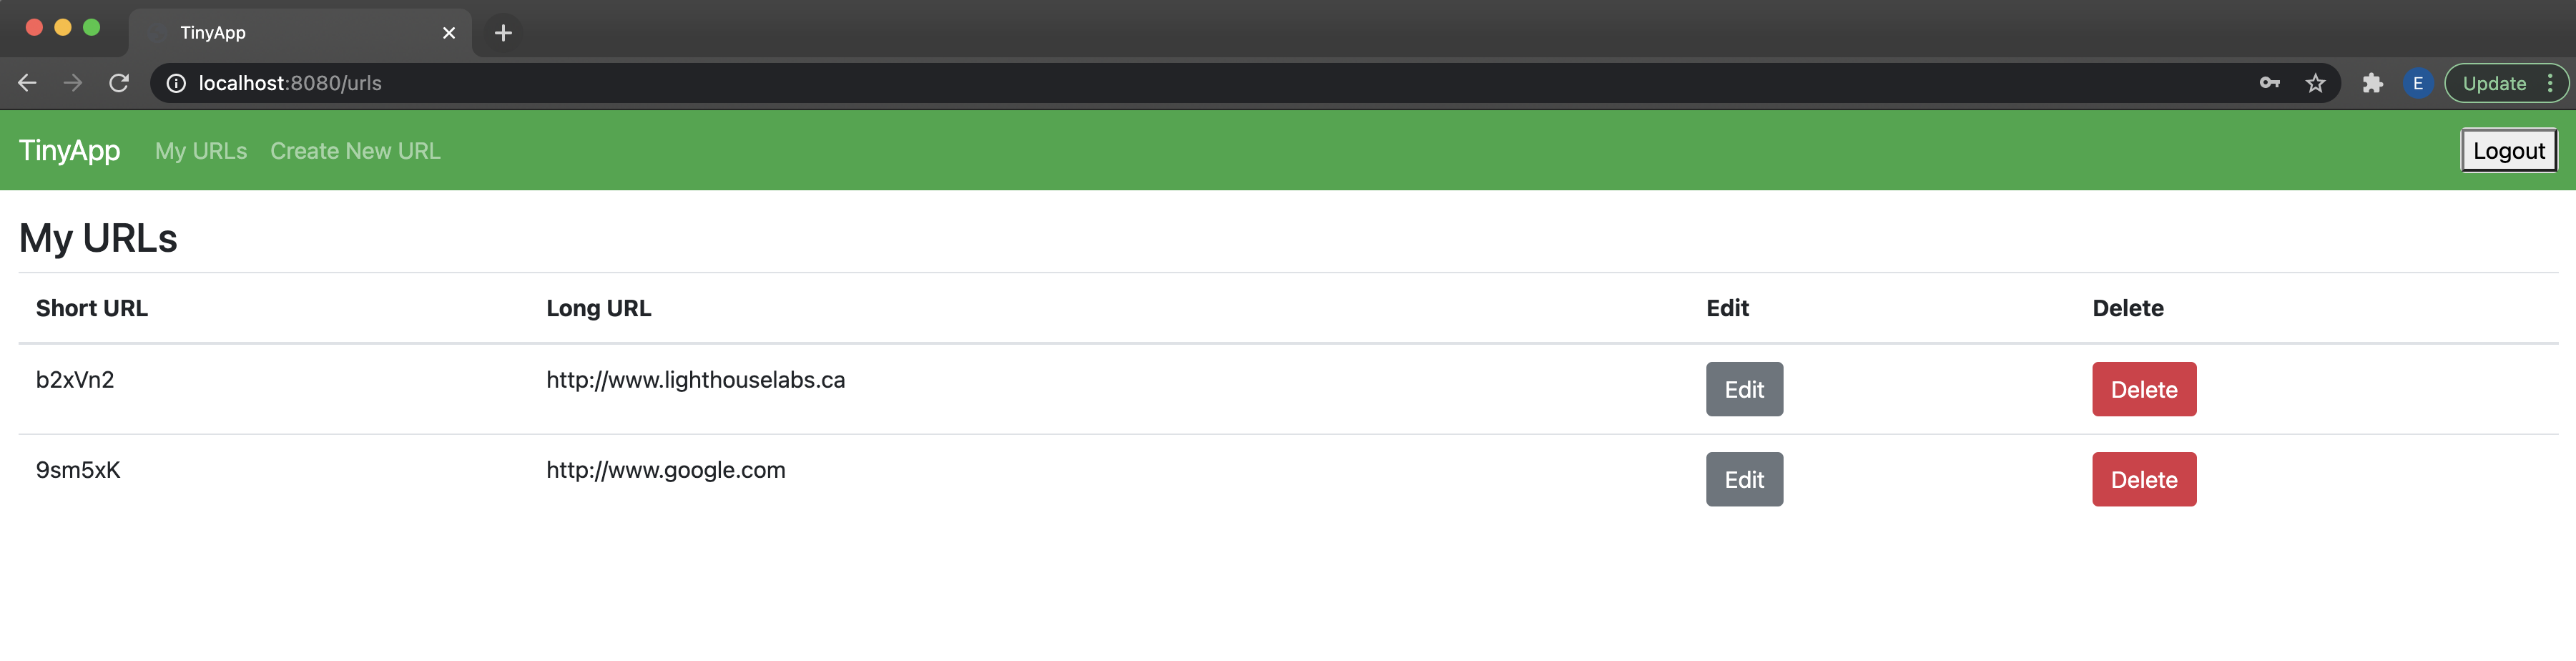 TinyApp
localhost:8080/urls
E
Update
TinyApp My URLs Create New URL Logout
My URLs
Short URL Long URL Edit Delete
b2xVn2 http://www.lighthouselabs.ca Edit Delete
9sm5xK http://www.google.com Edit Delete